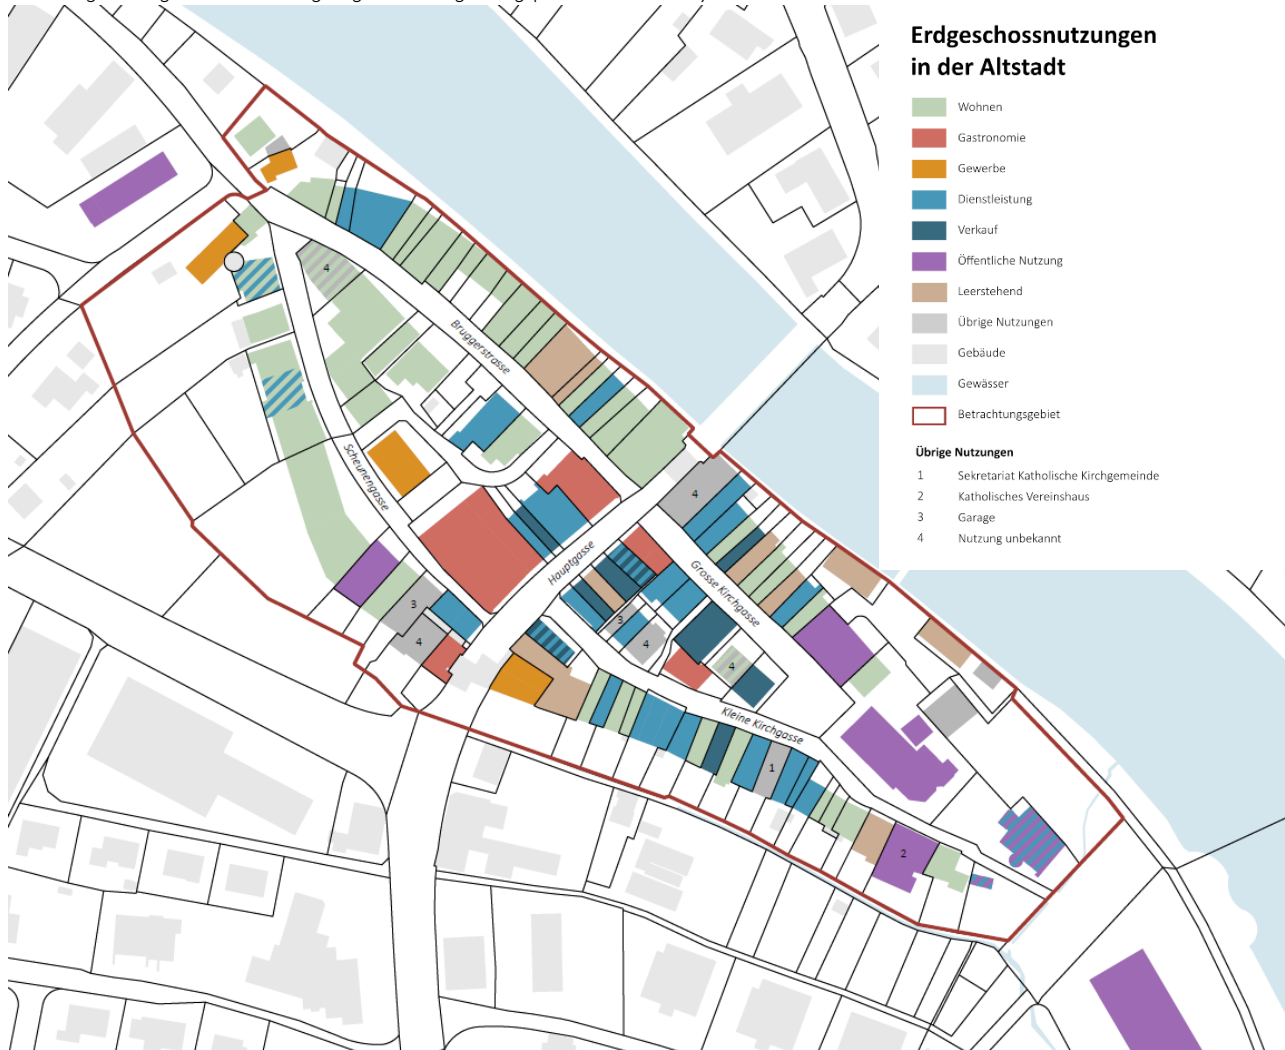 Erdgeschossnutzungen
in der Altstadt
Wohnen
Gastronomie
Gewerbe
Dienstleistung
Verkauf
Öffentliche Nutzung
Leerstehend
Übrige Nutzungen
Gebäude
Gewässer
Betrachtungsgebiet
Übrige Nutzungen
1 Sekretariat Katholische Kirchgemeinde
2 Katholisches Vereinshaus
3 Garage
4 Nutzung unbekannt
4
Bruggerstrasse
Scheunengasse
4
Hauptgasse
Grosse Kirchgasse
3
3
4
4
4
Kleine Kirchgasse
1
2